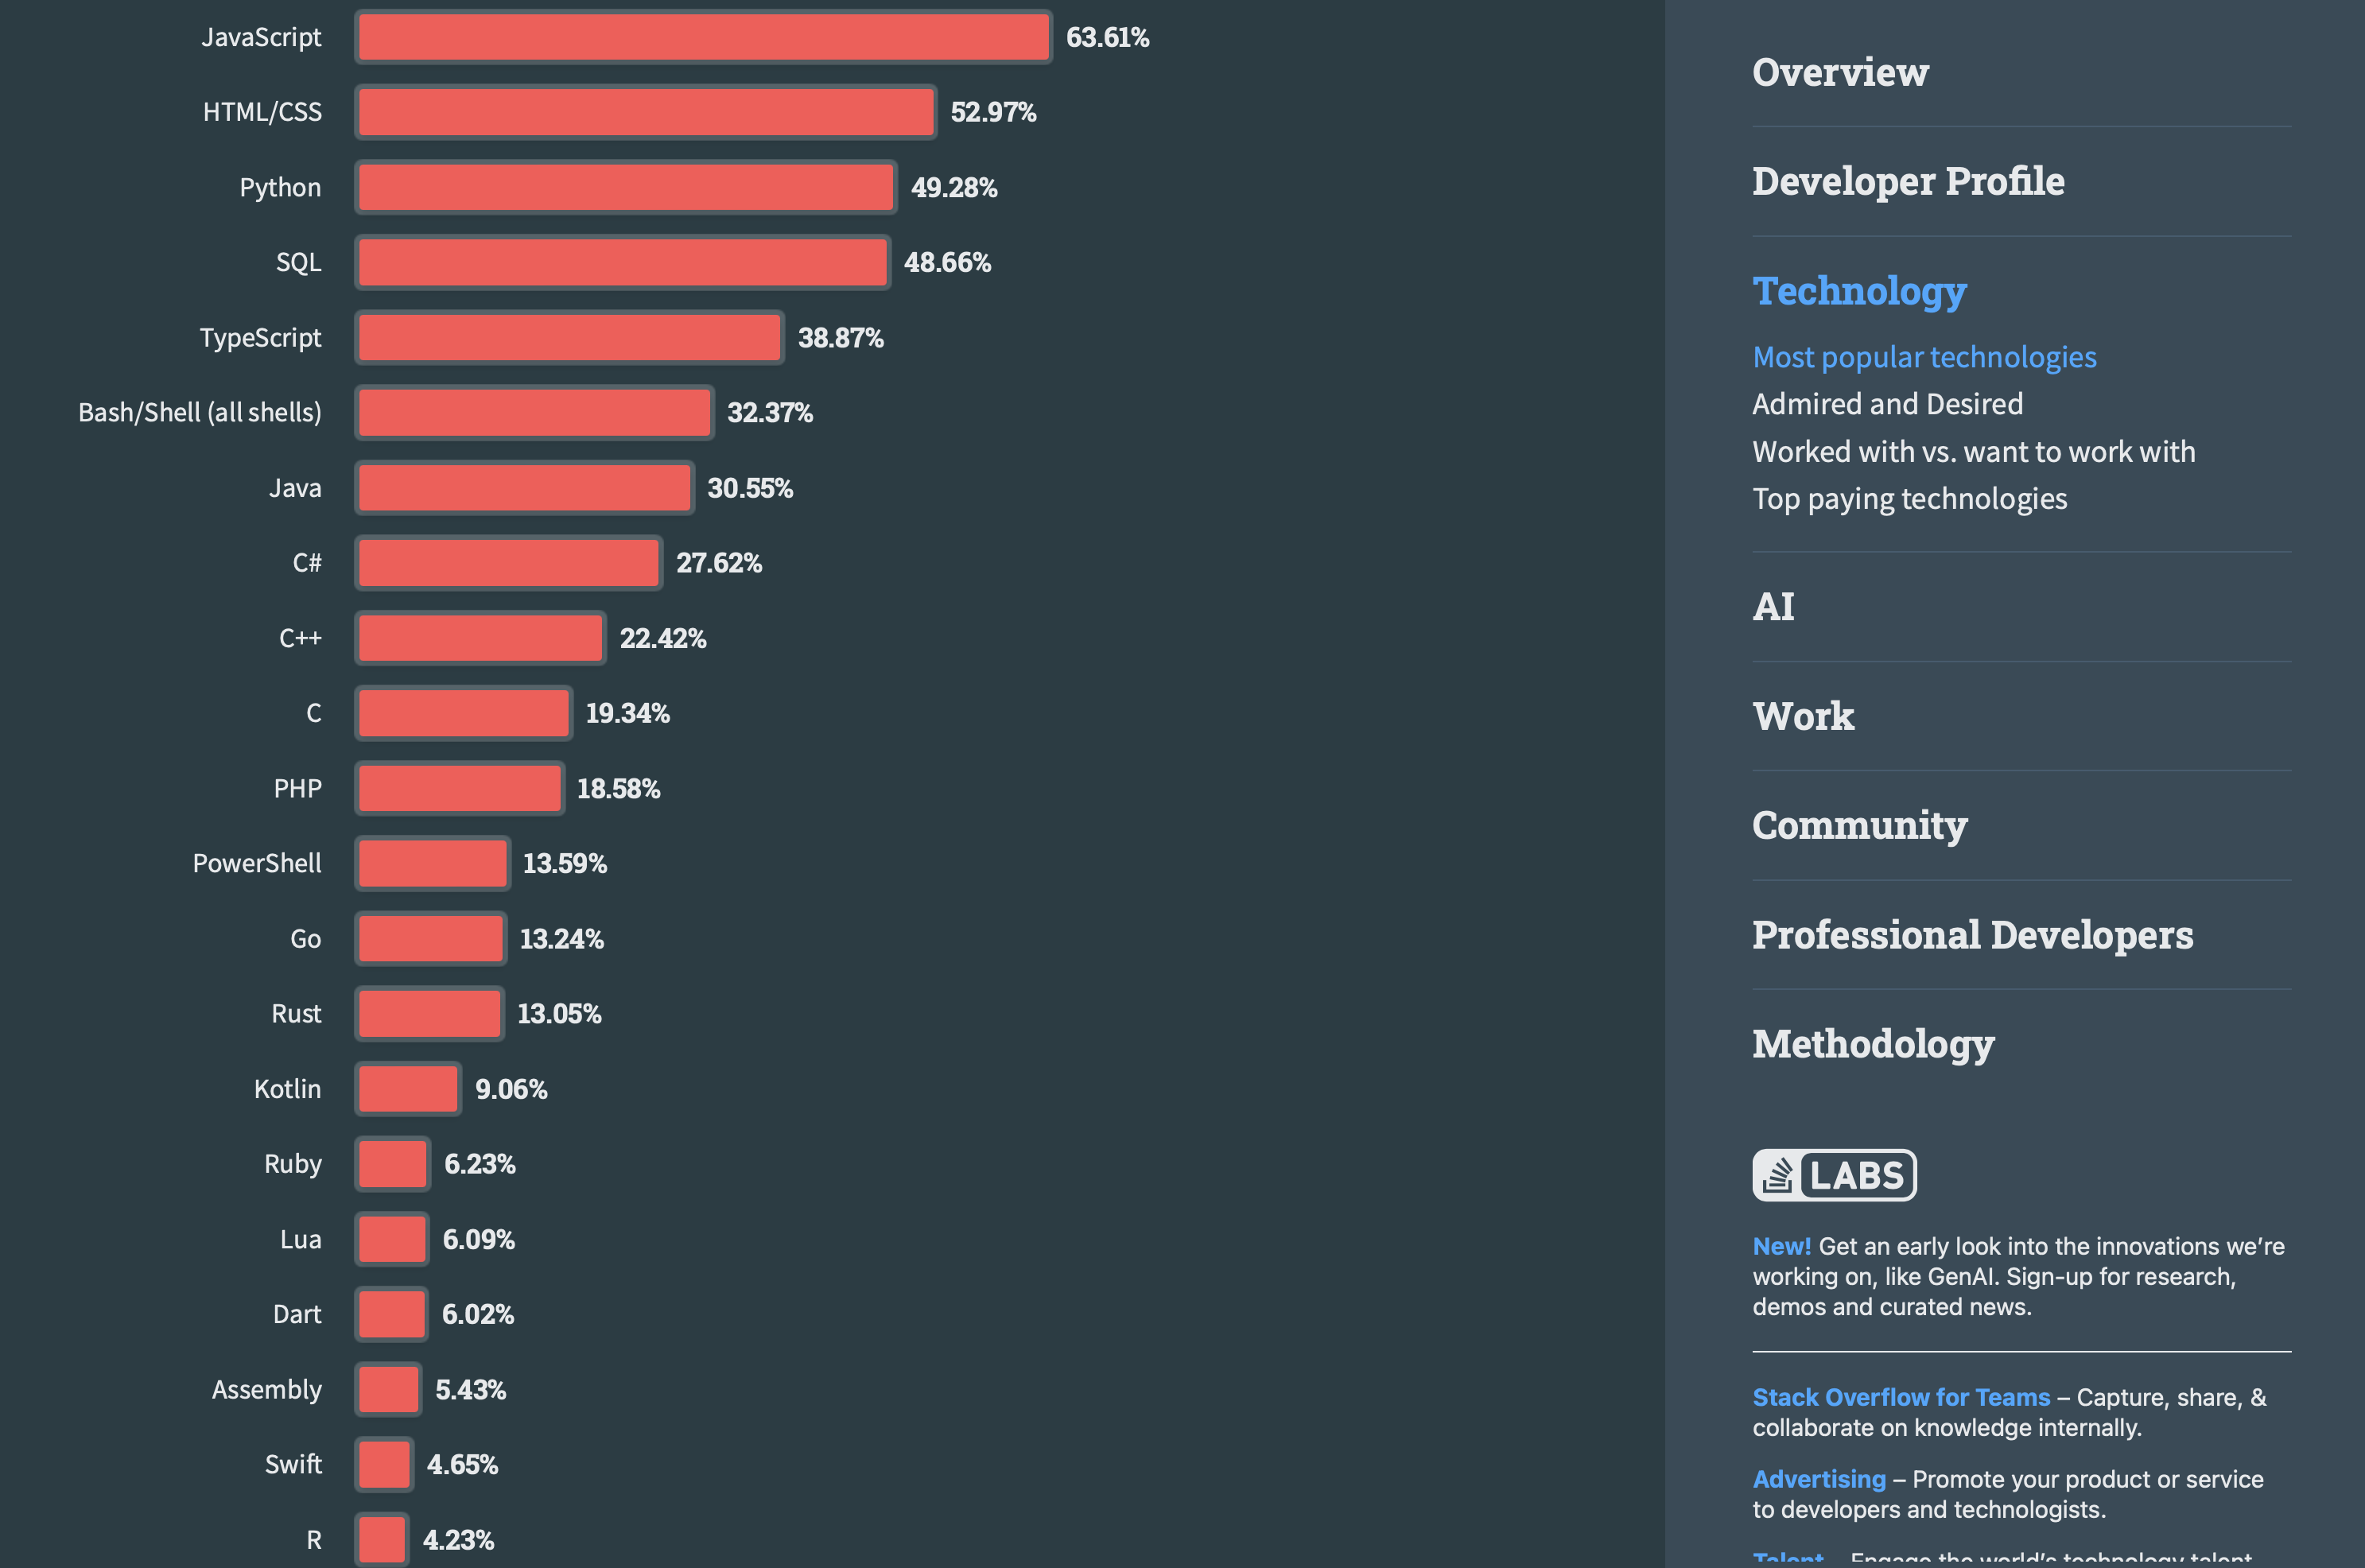 JavaScript 63.61%
HTML/CSS 52.97%
Python 49.28%
SQL 48.66%
TypeScript 38.87%
Bash/Shell (all shells) 32.37%
Java 30.55%
C# 27.62%
C++ 22.42%
C 19.34%
PHP 18.58%
PowerShell 13.59%
Go 13.24%
Rust 13.05%
Kotlin 9.06%
Ruby 6.23%
Lua 6.09%
Dart 6.02%
Assembly 5.43%
Swift 4.65%
R 4.23%
Overview
Developer Profile
Technology
Most popular technologies
Admired and Desired
Worked with vs. want to work with
Top paying technologies
AI
Work
Community
Professional Developers
Methodology
LABS
New! Get an early look into the innovations we’re
working on, like GenAI. Sign-up for research,
demos and curated news.
Stack Overflow for Teams – Capture, share, &
collaborate on knowledge internally.
Advertising – Promote your product or service
to developers and technologists.
Talent – Engage the world’s technology talent